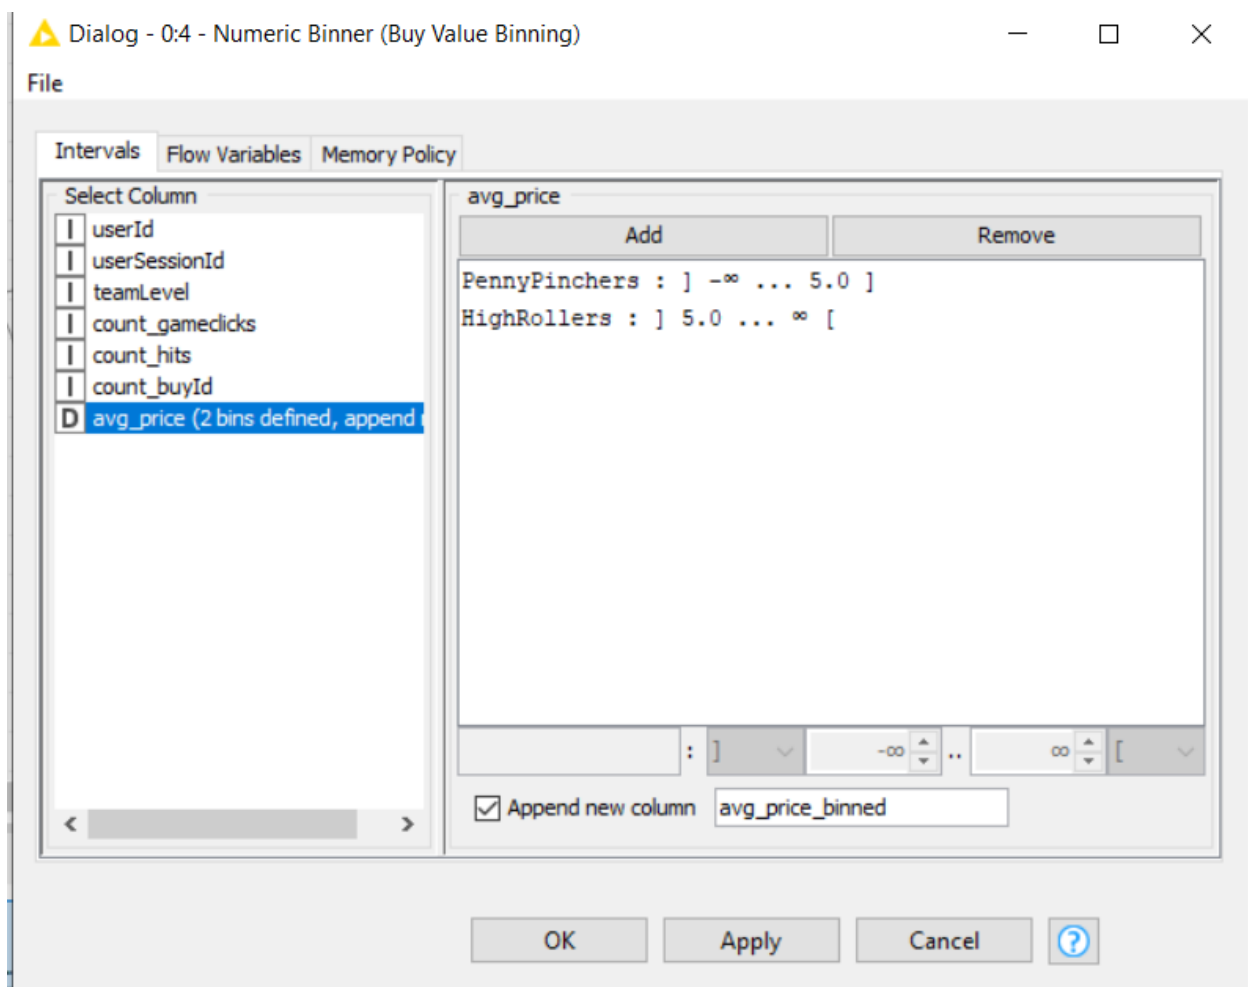 Dialog - 0:4 - Numeric Binner (Buy Value Binning)
File
Intervals Flow Variables Memory Policy
Select Column
I userId
I userSessionId
I teamLevel
I count_gameclicks
I count_hits
I count_buyId
D avg_price (2 bins defined, append
avg_price
Add Remove
PennyPinchers : ] -∞ ... 5.0 ]
HighRollers : ] 5.0 ... ∞ [
: ] -∞ .. ∞ [
Append new column avg_price_binned
OK Apply Cancel ?